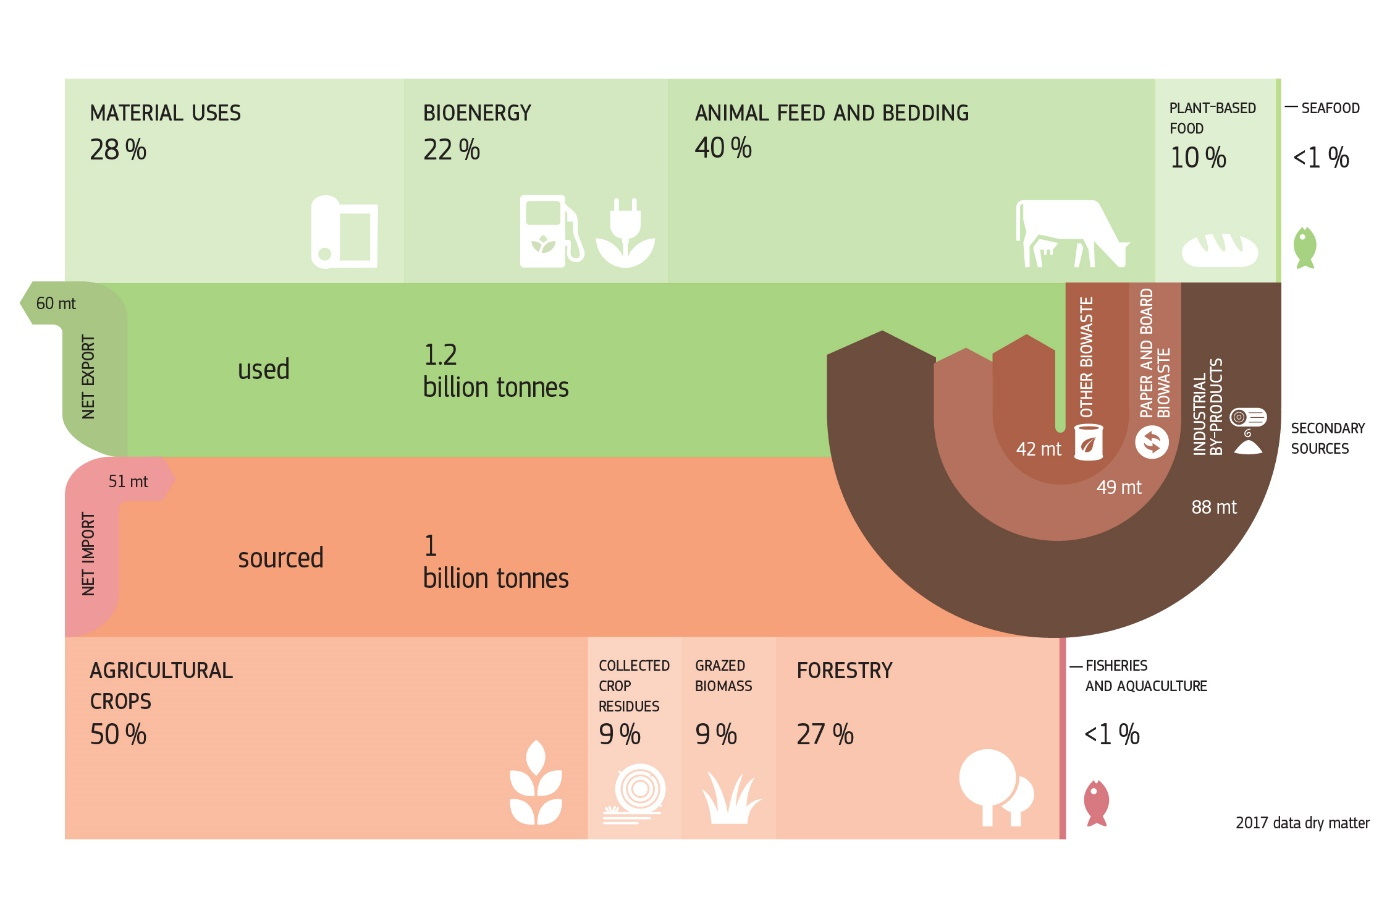 MATERIAL USES
28 %
BIOENERGY
22 %
ANIMAL FEED AND BEDDING
40 %
PLANT-BASED
FOOD
10 %
SEAFOOD
<1 %
60 mt
NET EXPORT
used
1.2
billion tonnes
OTHER BIOWASTE
PAPER AND BOARD
BIOWASTE
INDUSTRIAL
BY-PRODUCTS
SECONDARY
SOURCES
42 mt
49 mt
88 mt
51 mt
NET IMPORT
sourced
1
billion tonnes
AGRICULTURAL
CROPS
50 %
COLLECTED
CROP
RESIDUES
9 %
GRAZED
BIOMASS
9 %
FORESTRY
27 %
FISHERIES
AND AQUACULTURE
<1 %
2017 data dry matter